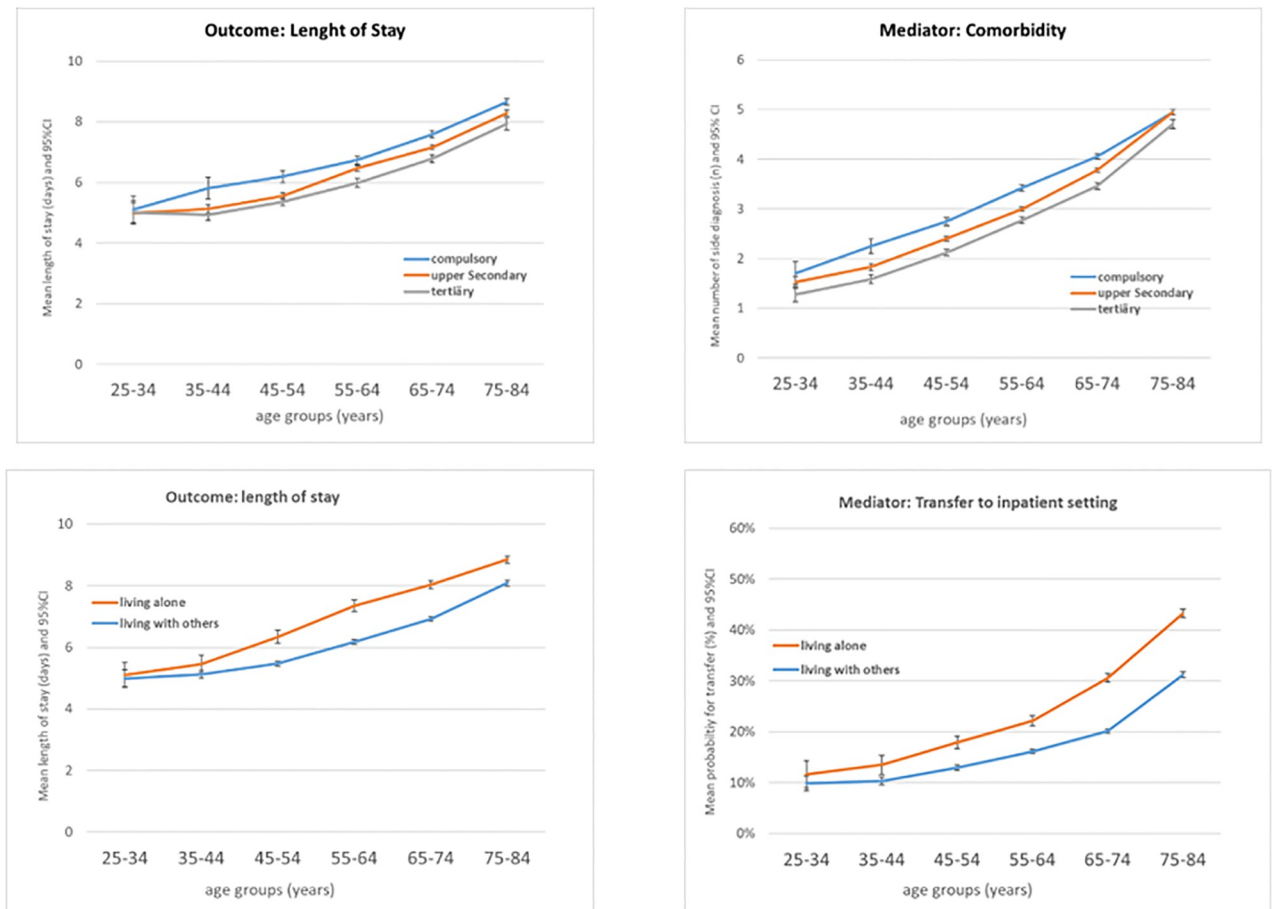 Outcome: Lenght of Stay
Mean length of stay (days) and 95%CI
10
8
6
4
2
0
compulsory
upper Secondary
tertiäry
25-34 35-44 45-54 55-64 65-74 75-84
age groups (years)
Mediator: Comorbidity
Mean number of side diagnosis (n) and 95% CI
6
5
4
3
2
1
0
compulsory
upper Secondary
tertiäry
25-34 35-44 45-54 55-64 65-74 75-84
age groups (years)
Outcome: length of stay
Mean length of stay (days) and 95%CI
10
8
6
4
2
0
living alone
living with others
25-34 35-44 45-54 55-64 65-74 75-84
age groups (years)
Mediator: Transfer to inpatient setting
Mean probabiltiy for transfer (%) and 95%CI
60%
50%
40%
30%
20%
10%
0%
living alone
living with others
25-34 35-44 45-54 55-64 65-74 75-84
age groups (years)